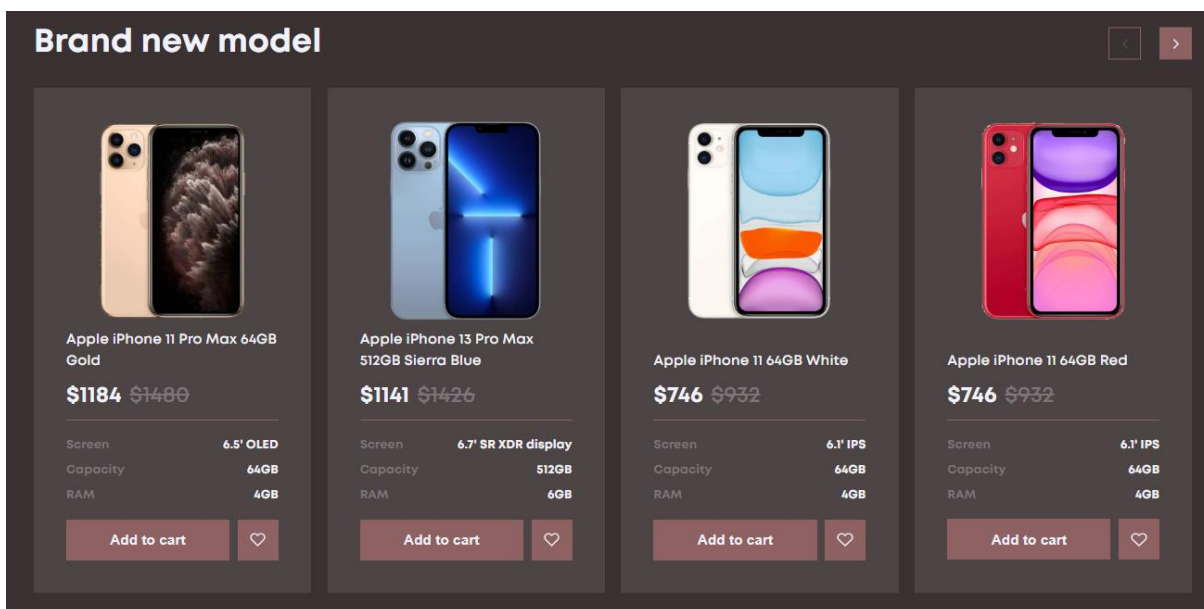 Brand new model
Apple iPhone 11 Pro Max 64GB
Gold
$1184 $1480
Screen 6.5' OLED
Capacity 64GB
RAM 4GB
Add to cart
Apple iPhone 13 Pro Max
512GB Sierra Blue
$1141 $1426
Screen 6.7' SR XDR display
Capacity 512GB
RAM 6GB
Add to cart
Apple iPhone 11 64GB White
$746 $932
Screen 6.1' IPS
Capacity 64GB
RAM 4GB
Add to cart
Apple iPhone 11 64GB Red
$746 $932
Screen 6.1' IPS
Capacity 64GB
RAM 4GB
Add to cart